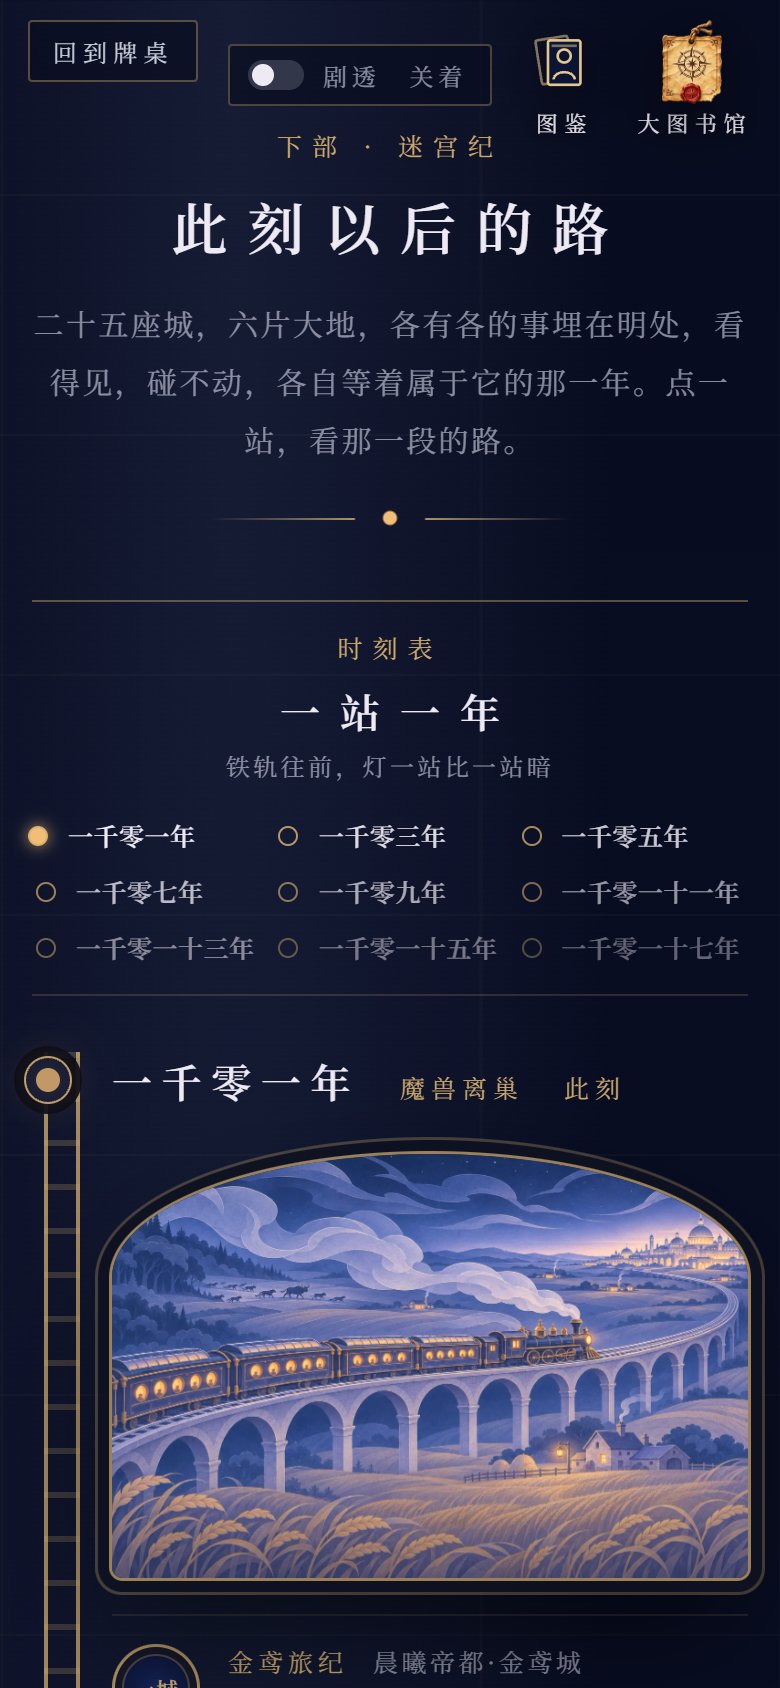 回到牌桌
剧透 关着
图鉴
大图书馆
下部 · 迷宫纪
此刻以后的路
二十五座城，六片大地，各有各的事埋在明处，看
得见，碰不动，各自等着属于它的那一年。点一
站，看那一段的路。
时刻表
一站一年
铁轨往前，灯一站比一站暗
一千零一年 一千零三年 一千零五年
一千零七年 一千零九年 一千零一十一年
一千零一十三年 一千零一十五年 一千零一十七年
一千零一年 魔兽离巢 此刻
金鸢旅纪 晨曦帝都·金鸢城